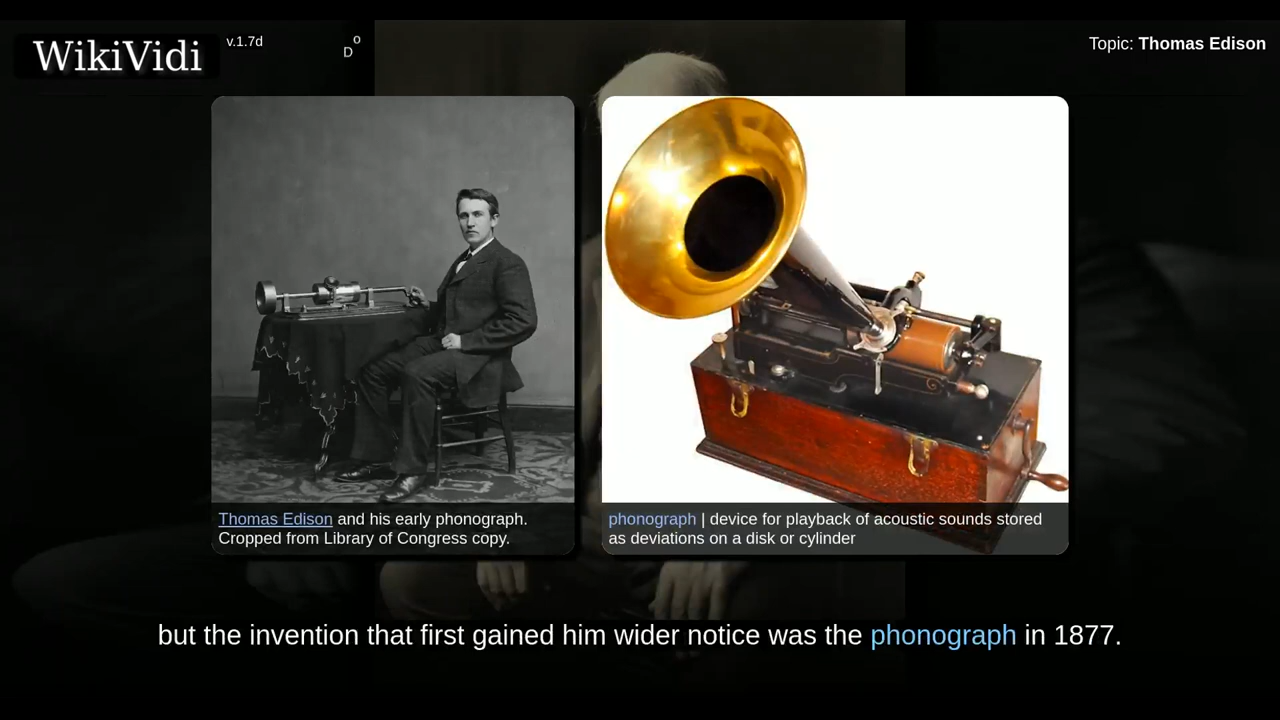 WikiVidi
v.1.7d
D o
Topic: Thomas Edison
Thomas Edison and his early phonograph.
Cropped from Library of Congress copy.
phonograph | device for playback of acoustic sounds stored
as deviations on a disk or cylinder
but the invention that first gained him wider notice was the phonograph in 1877.